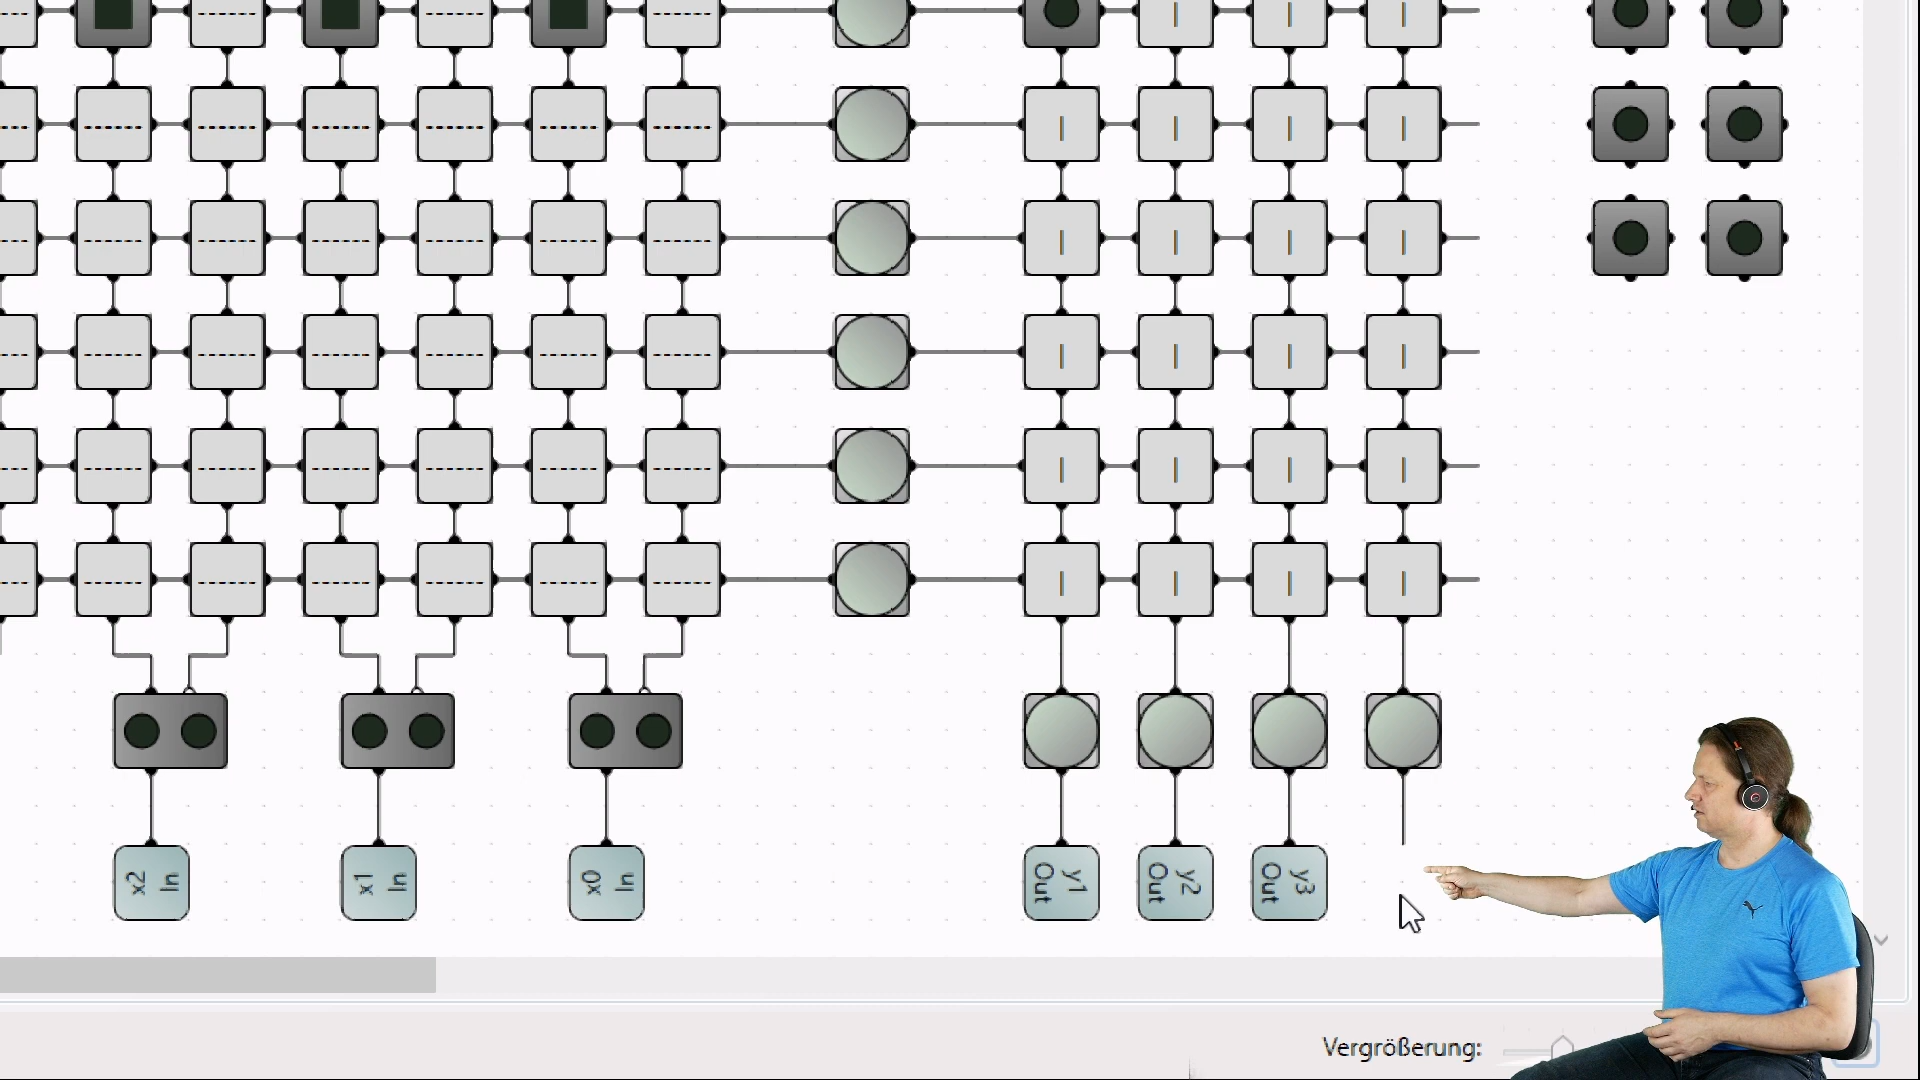 x2 In
x1 In
x0 In
y1 Out
y2 Out
y3 Out
Vergrößerung: